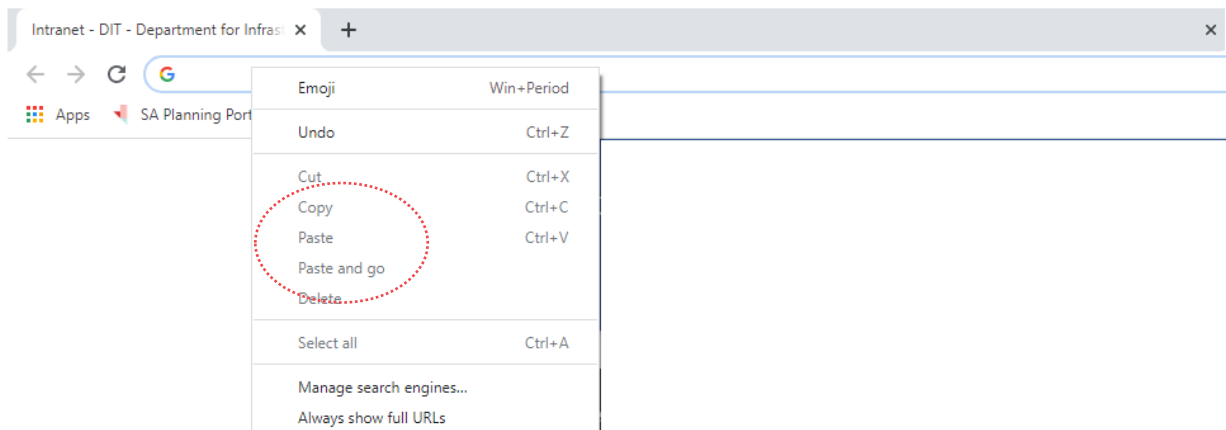 Intranet - DIT - Department for Infras
Apps SA Planning Port
Emoji Win+Period
Undo Ctrl+Z
Cut Ctrl+X
Copy Ctrl+C
Paste Ctrl+V
Paste and go
Delete
Select all Ctrl+A
Manage search engines...
Always show full URLs